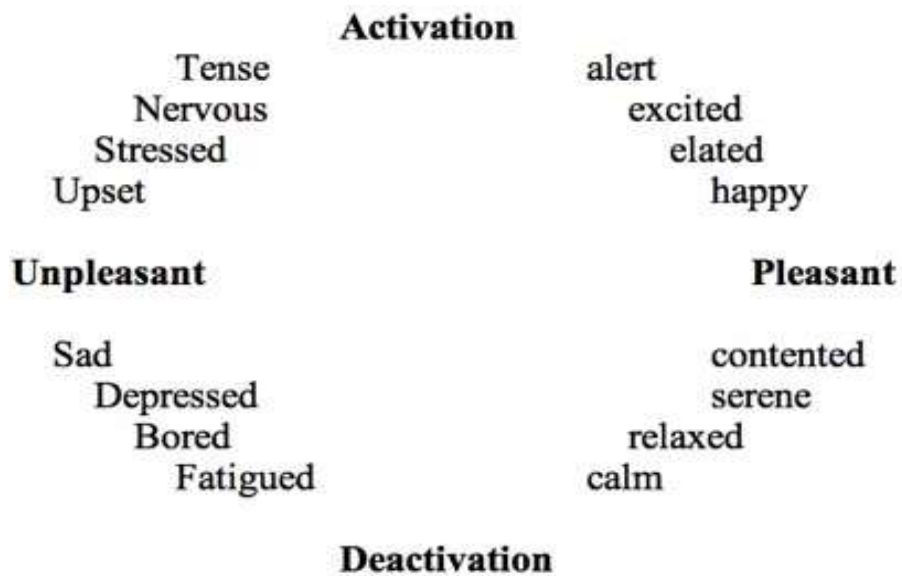 Activation
Tense alert
Nervous excited
Stressed elated
Upset happy
Unpleasant Pleasant
Sad contented
Depressed serene
Bored relaxed
Fatigued calm
Deactivation